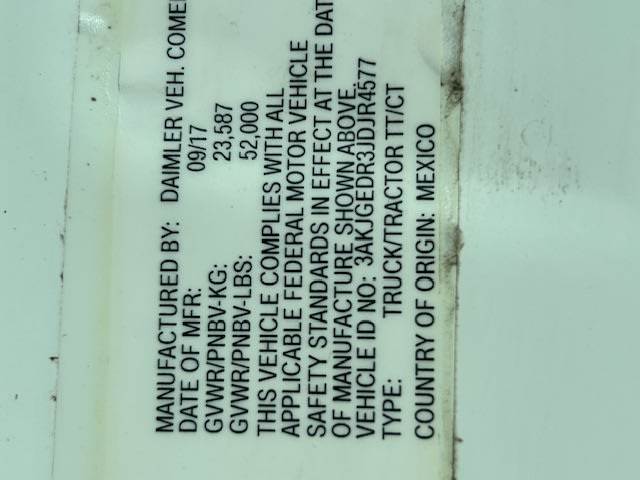 MANUFACTURED BY: DAIMLER VEH.
DATE OF MFR: 09/17
GVWR/PNBV-KG: 23,587
GVWR/PNBV-LBS: 52,000
THIS VEHICLE COMPLIES WITH ALL
APPLICABLE FEDERAL MOTOR VEHICLE
SAFETY STANDARDS IN EFFECT AT THE DAT
OF MANUFACTURE SHOWN ABOVE.
VEHICLE ID NO: 3AKJGEDR3JDJR4577
TYPE: TRUCK/TRACTOR TT/CT
COUNTRY OF ORIGIN: MEXICO